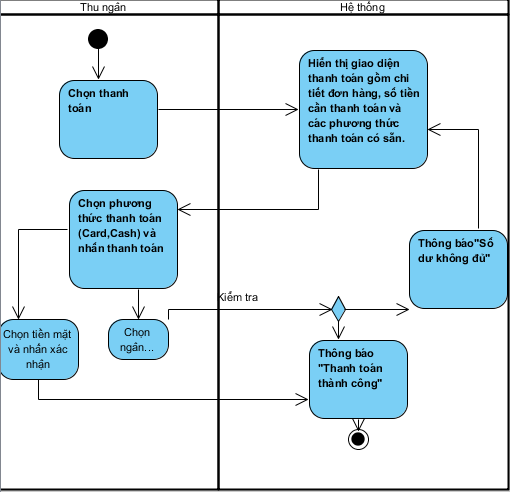 Thu ngân
Hệ thống
Chọn thanh
toán
Hiển thị giao diện
thanh toán gồm chi
tiết đơn hàng, số tiền
cần thanh toán và
các phương thức
thanh toán có sẵn.
Chọn phương
thức thanh toán
(Card,Cash) và
nhấn thanh toán
Thông báo"Số
dư không đủ"
Kiểm tra
Chọn tiền mặt
và nhấn xác
nhận
Chọn
ngân...
Thông báo
"Thanh toán
thành công"